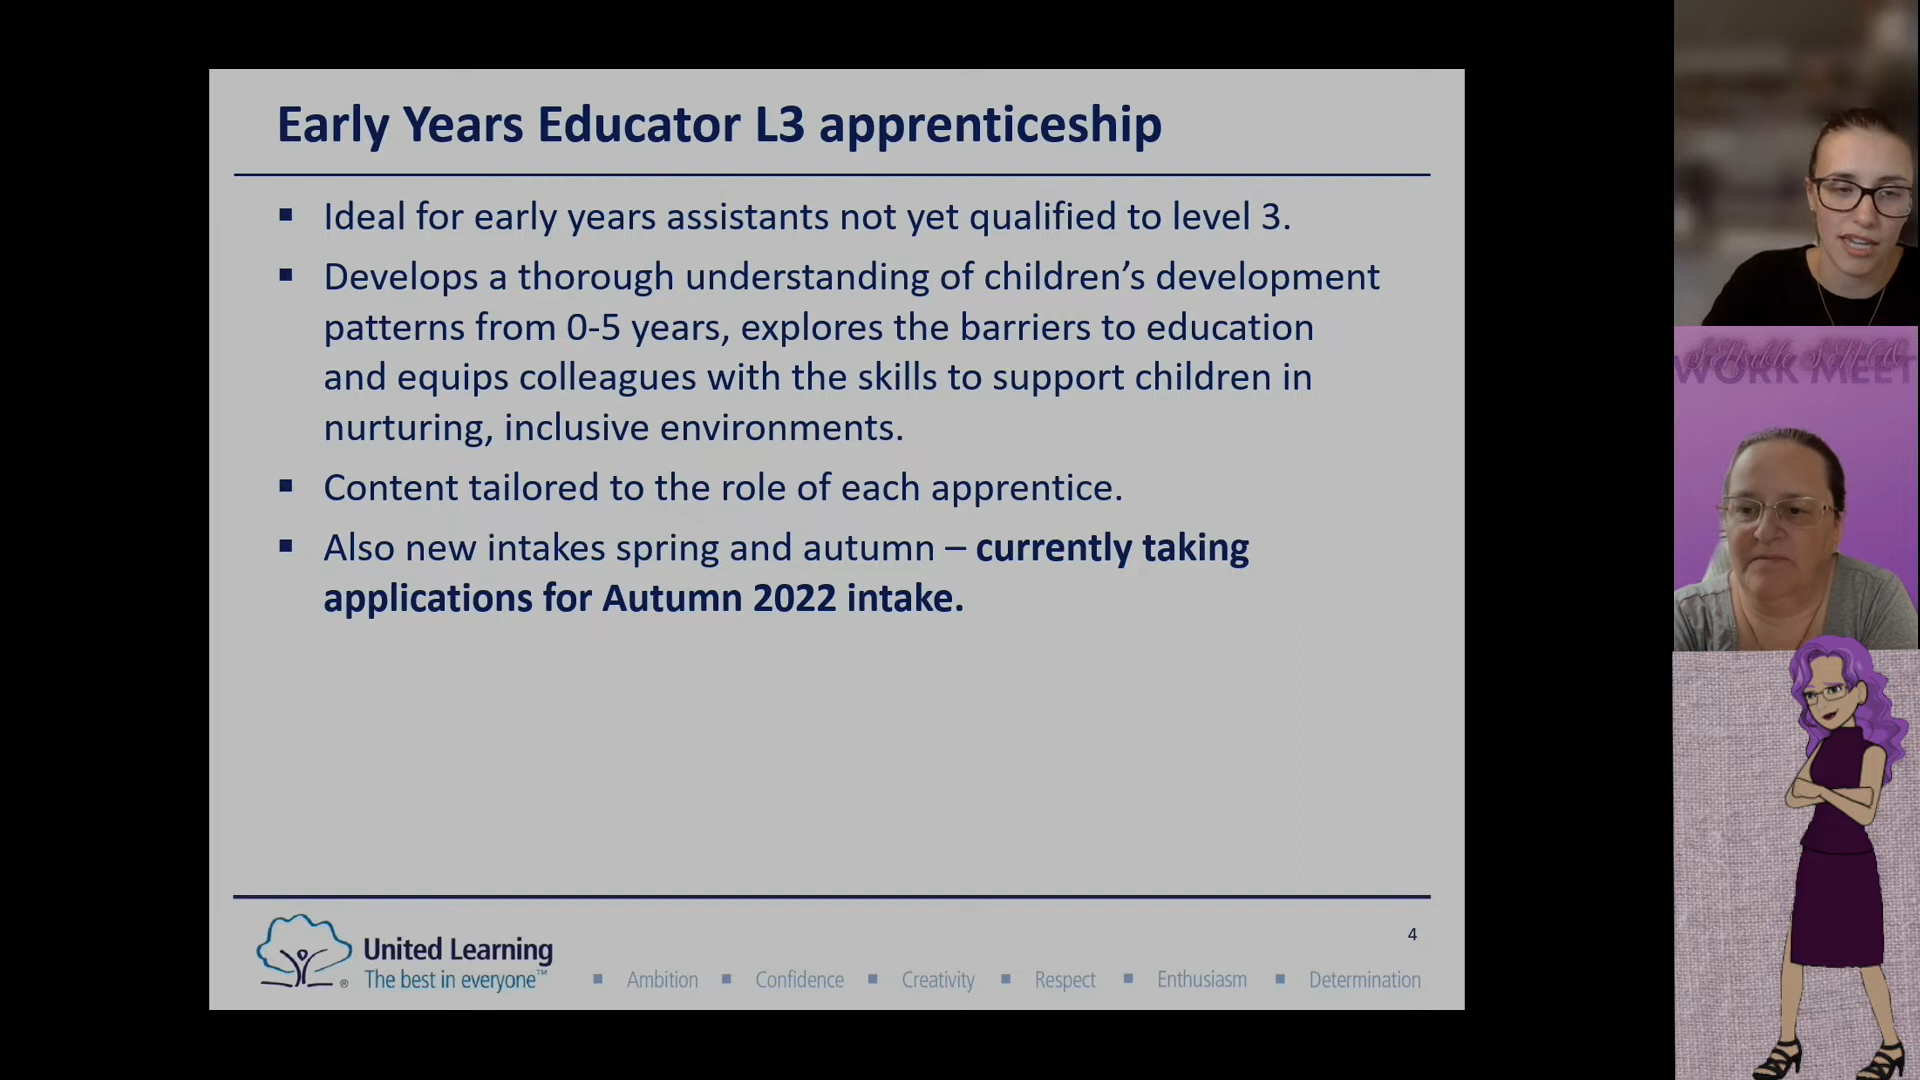 Early Years Educator L3 apprenticeship
▪ Ideal for early years assistants not yet qualified to level 3.
▪ Develops a thorough understanding of children’s development
patterns from 0-5 years, explores the barriers to education
and equips colleagues with the skills to support children in
nurturing, inclusive environments.
▪ Content tailored to the role of each apprentice.
▪ Also new intakes spring and autumn – currently taking
applications for Autumn 2022 intake.
4
United Learning
The best in everyone™
▪ Ambition ▪ Confidence ▪ Creativity ▪ Respect ▪ Enthusiasm ▪ Determination
WORK MEET